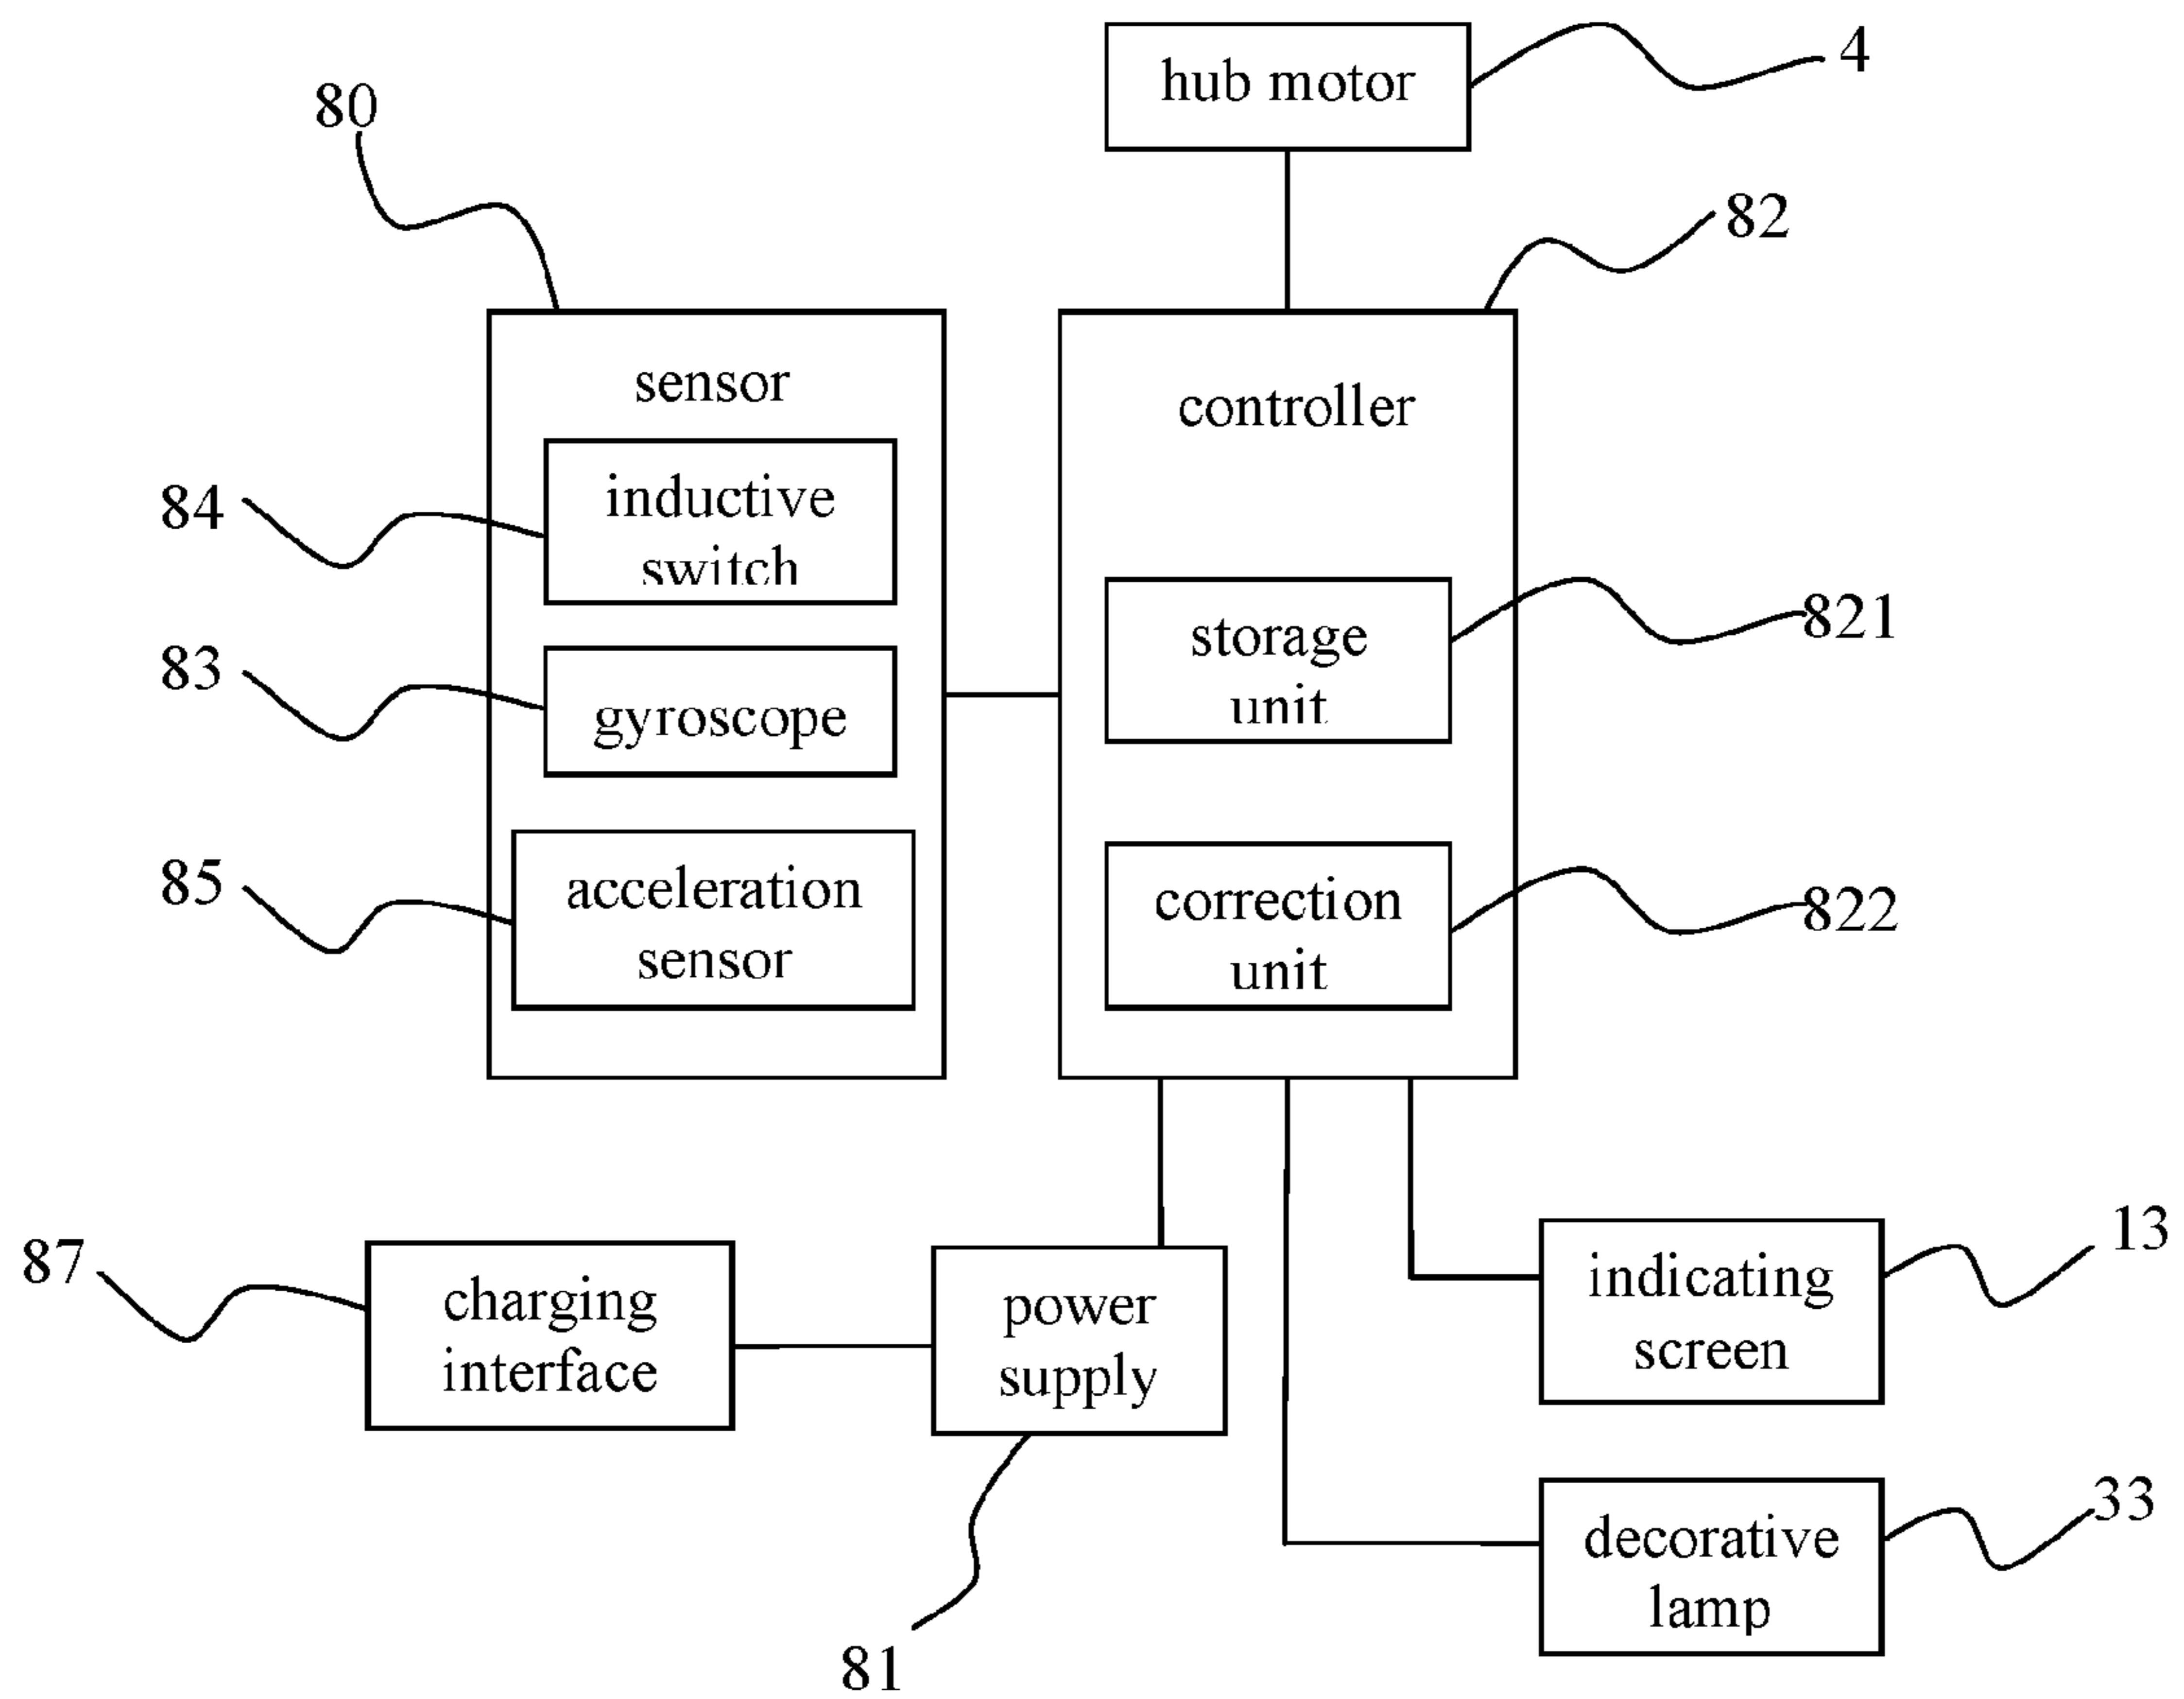 hub motor
4
80
82
sensor
controller
inductive
switch
84
storage
unit
821
83
gyroscope
85
acceleration
sensor
correction
unit
822
87
charging
interface
power
supply
81
indicating
screen
13
decorative
lamp
33